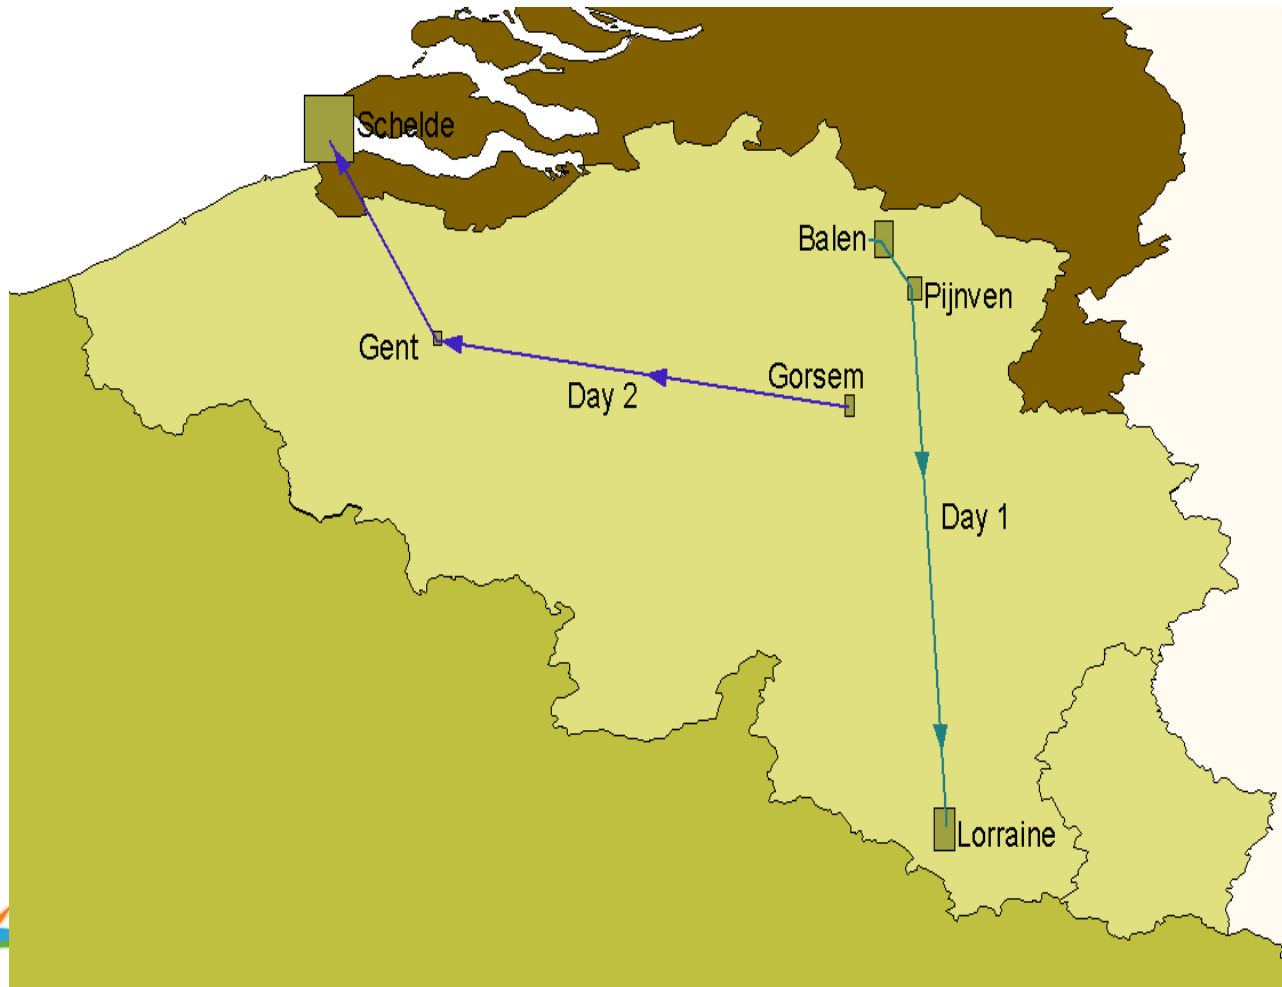 Schelde
Balen
Pijnven
Gent
Gorsem
Day 2
Day 1
Lorraine